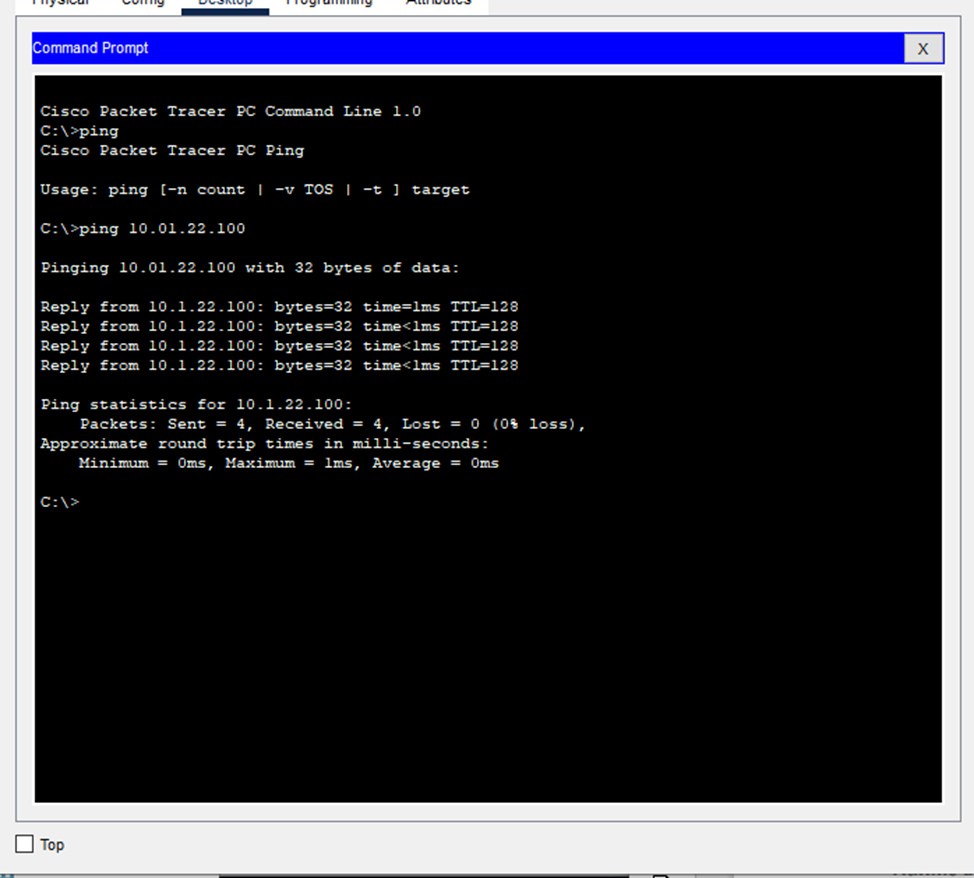 Physical Config Desktop Programming Attributes
Command Prompt X
Cisco Packet Tracer PC Command Line 1.0
C:\>ping
Cisco Packet Tracer PC Ping
Usage: ping [-n count | -v TOS | -t ] target
C:\>ping 10.01.22.100
Pinging 10.01.22.100 with 32 bytes of data:
Reply from 10.1.22.100: bytes=32 time=1ms TTL=128
Reply from 10.1.22.100: bytes=32 time<1ms TTL=128
Reply from 10.1.22.100: bytes=32 time<1ms TTL=128
Reply from 10.1.22.100: bytes=32 time<1ms TTL=128
Ping statistics for 10.1.22.100:
Packets: Sent = 4, Received = 4, Lost = 0 (0% loss),
Approximate round trip times in milli-seconds:
Minimum = 0ms, Maximum = 1ms, Average = 0ms
C:\>
Top